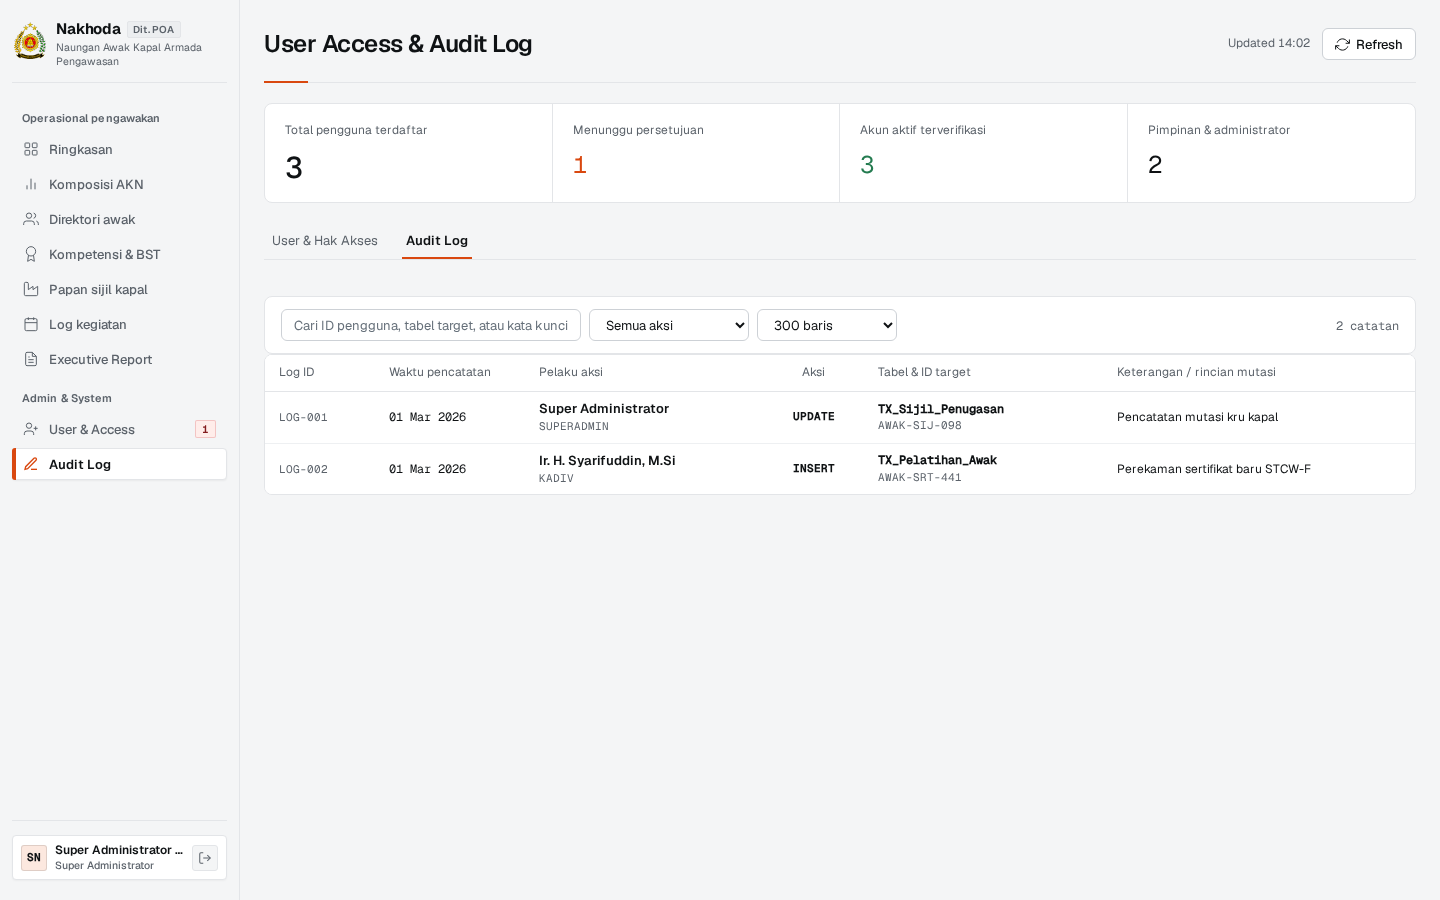 Nakhoda Dit.POA
Naungan Awak Kapal Armada
Pengawasan
Operasional pengawakan
Ringkasan
Komposisi AKN
Direktori awak
Kompetensi & BST
Papan sijil kapal
Log kegiatan
Executive Report
Admin & System
User & Access 1
Audit Log
Super Administrator ...
Super Administrator
SN
User Access & Audit Log
Updated 14:02
Refresh
Total pengguna terdaftar
3
Menunggu persetujuan
1
Akun aktif terverifikasi
3
Pimpinan & administrator
2
User & Hak Akses
Audit Log
Cari ID pengguna, tabel target, atau kata kunci
Semua aksi
300 baris
2 catatan
Log ID Waktu pencatatan Pelaku aksi Aksi Tabel & ID target Keterangan / rincian mutasi
LOG-001 01 Mar 2026 Super Administrator UPDATE TX_Sijil_Penugasan Pencatatan mutasi kru kapal
SUPERADMIN AWAK-SIJ-098
LOG-002 01 Mar 2026 Ir. H. Syarifuddin, M.Si INSERT TX_Pelatihan_Awak Perekaman sertifikat baru STCW-F
KADIV AWAK-SRT-441